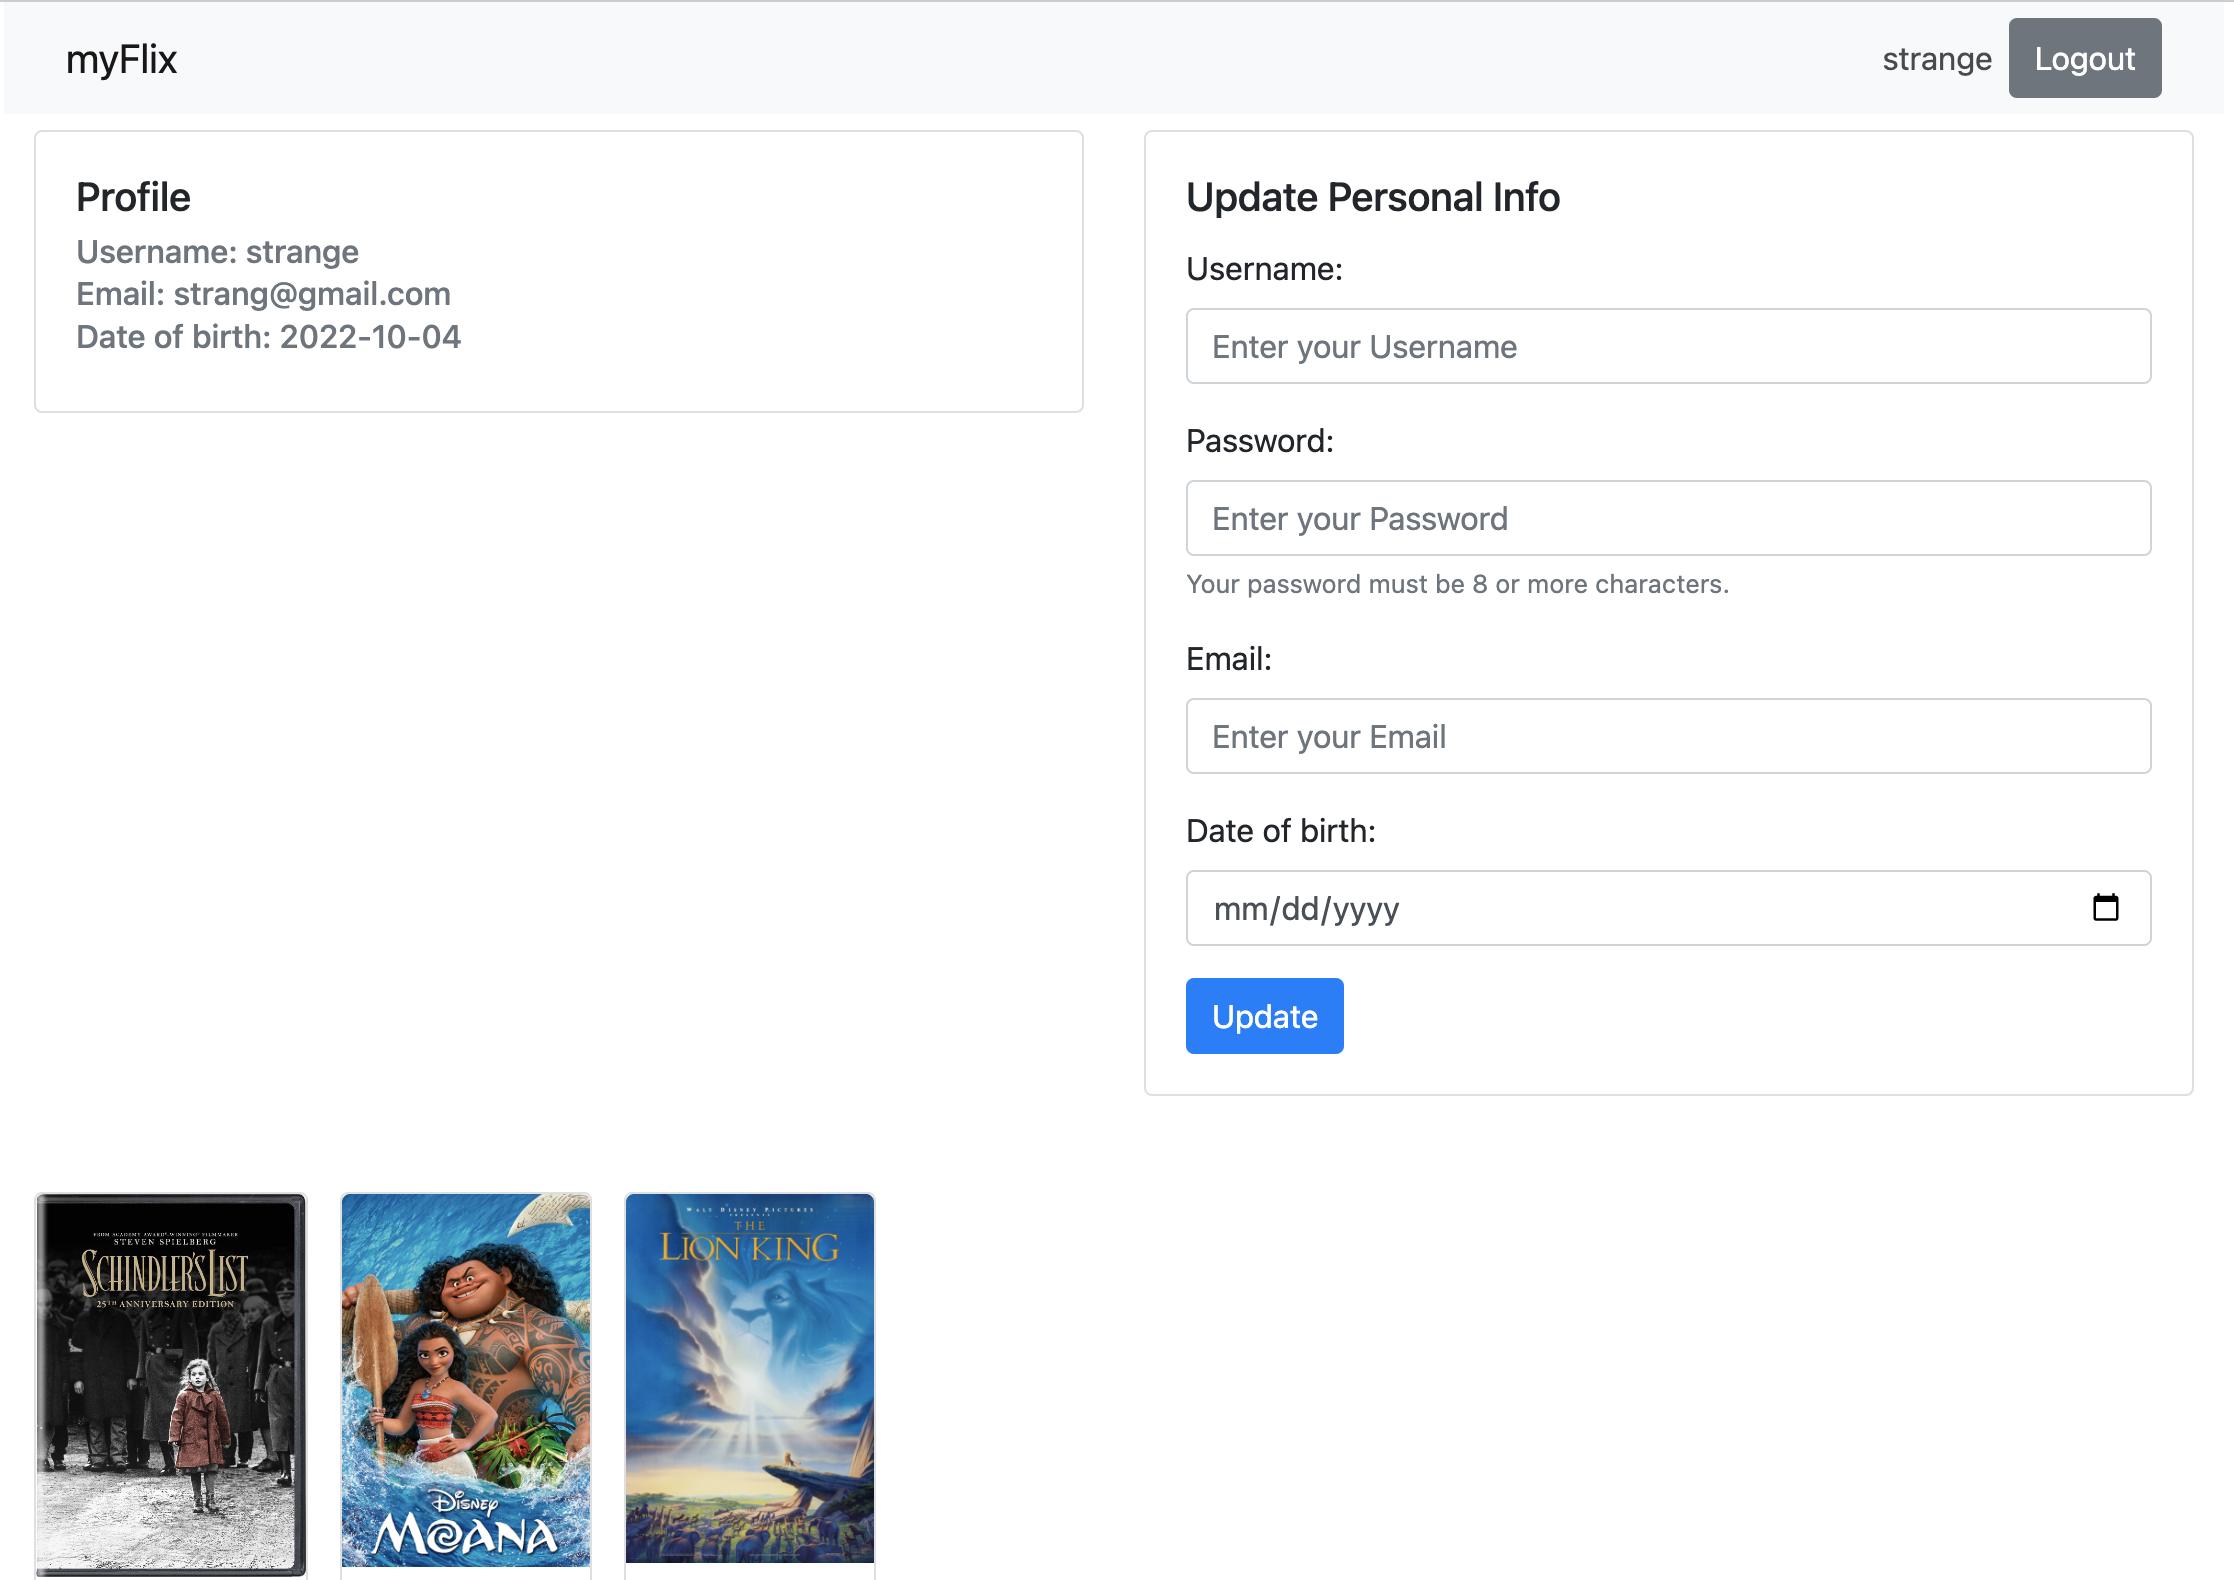 myFlix
strange
Logout
Profile
Username: strange
Email: strang@gmail.com
Date of birth: 2022-10-04
Update Personal Info
Username:
Enter your Username
Password:
Enter your Password
Your password must be 8 or more characters.
Email:
Enter your Email
Date of birth:
mm/dd/yyyy
Update
FROM ACADEMY AWARD®-WINNING FILMMAKER
STEVEN SPIELBERG
SCHINDLER'S LIST
25TH ANNIVERSARY EDITION
DISNEY
MOANA
WALT DISNEY PICTURES
PRESENTS
THE
LION KING